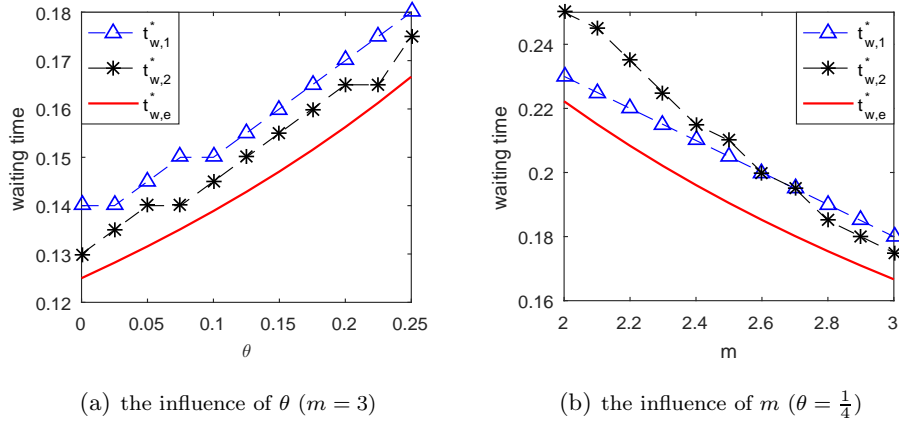 0.18
0.17
0.16
0.15
0.14
0.13
0.12
waiting time
t*w,1
t*w,2
t*w,e
0 0.05 0.1 0.15 0.2 0.25
θ
(a) the influence of θ (m = 3)
0.24
0.22
0.2
0.18
0.16
waiting time
t*w,1
t*w,2
t*w,e
2 2.2 2.4 2.6 2.8 3
m
(b) the influence of m (θ = 1/4)